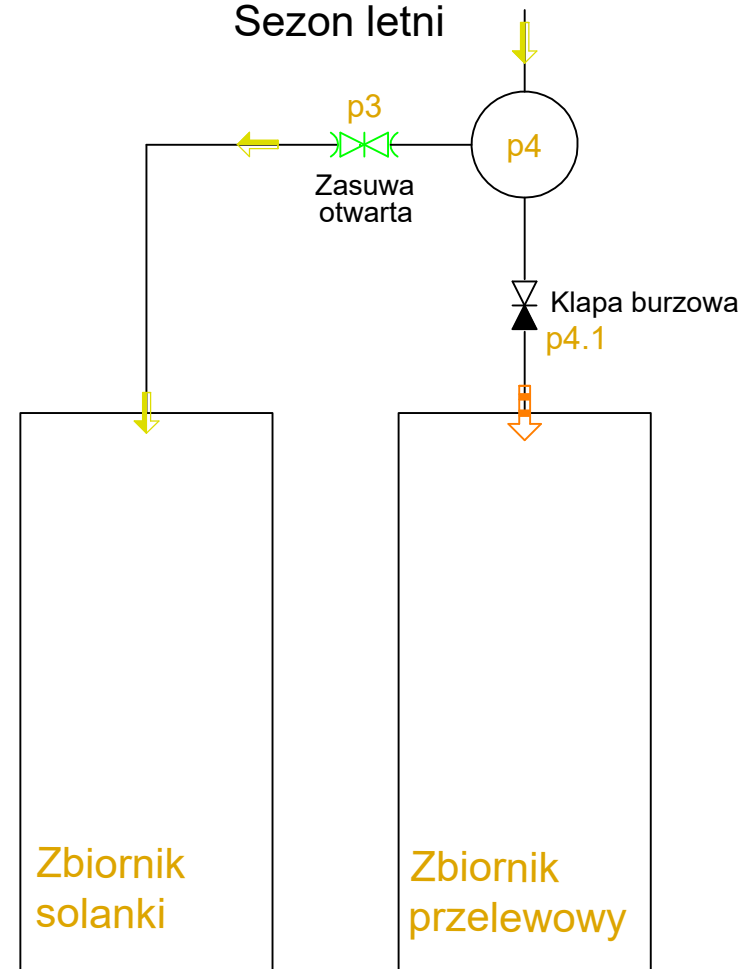 Sezon letni
p3
p4
Zasuwa
otwarta
Klapa burzowa
p4.1
Zbiornik
solanki
Zbiornik
przelewowy